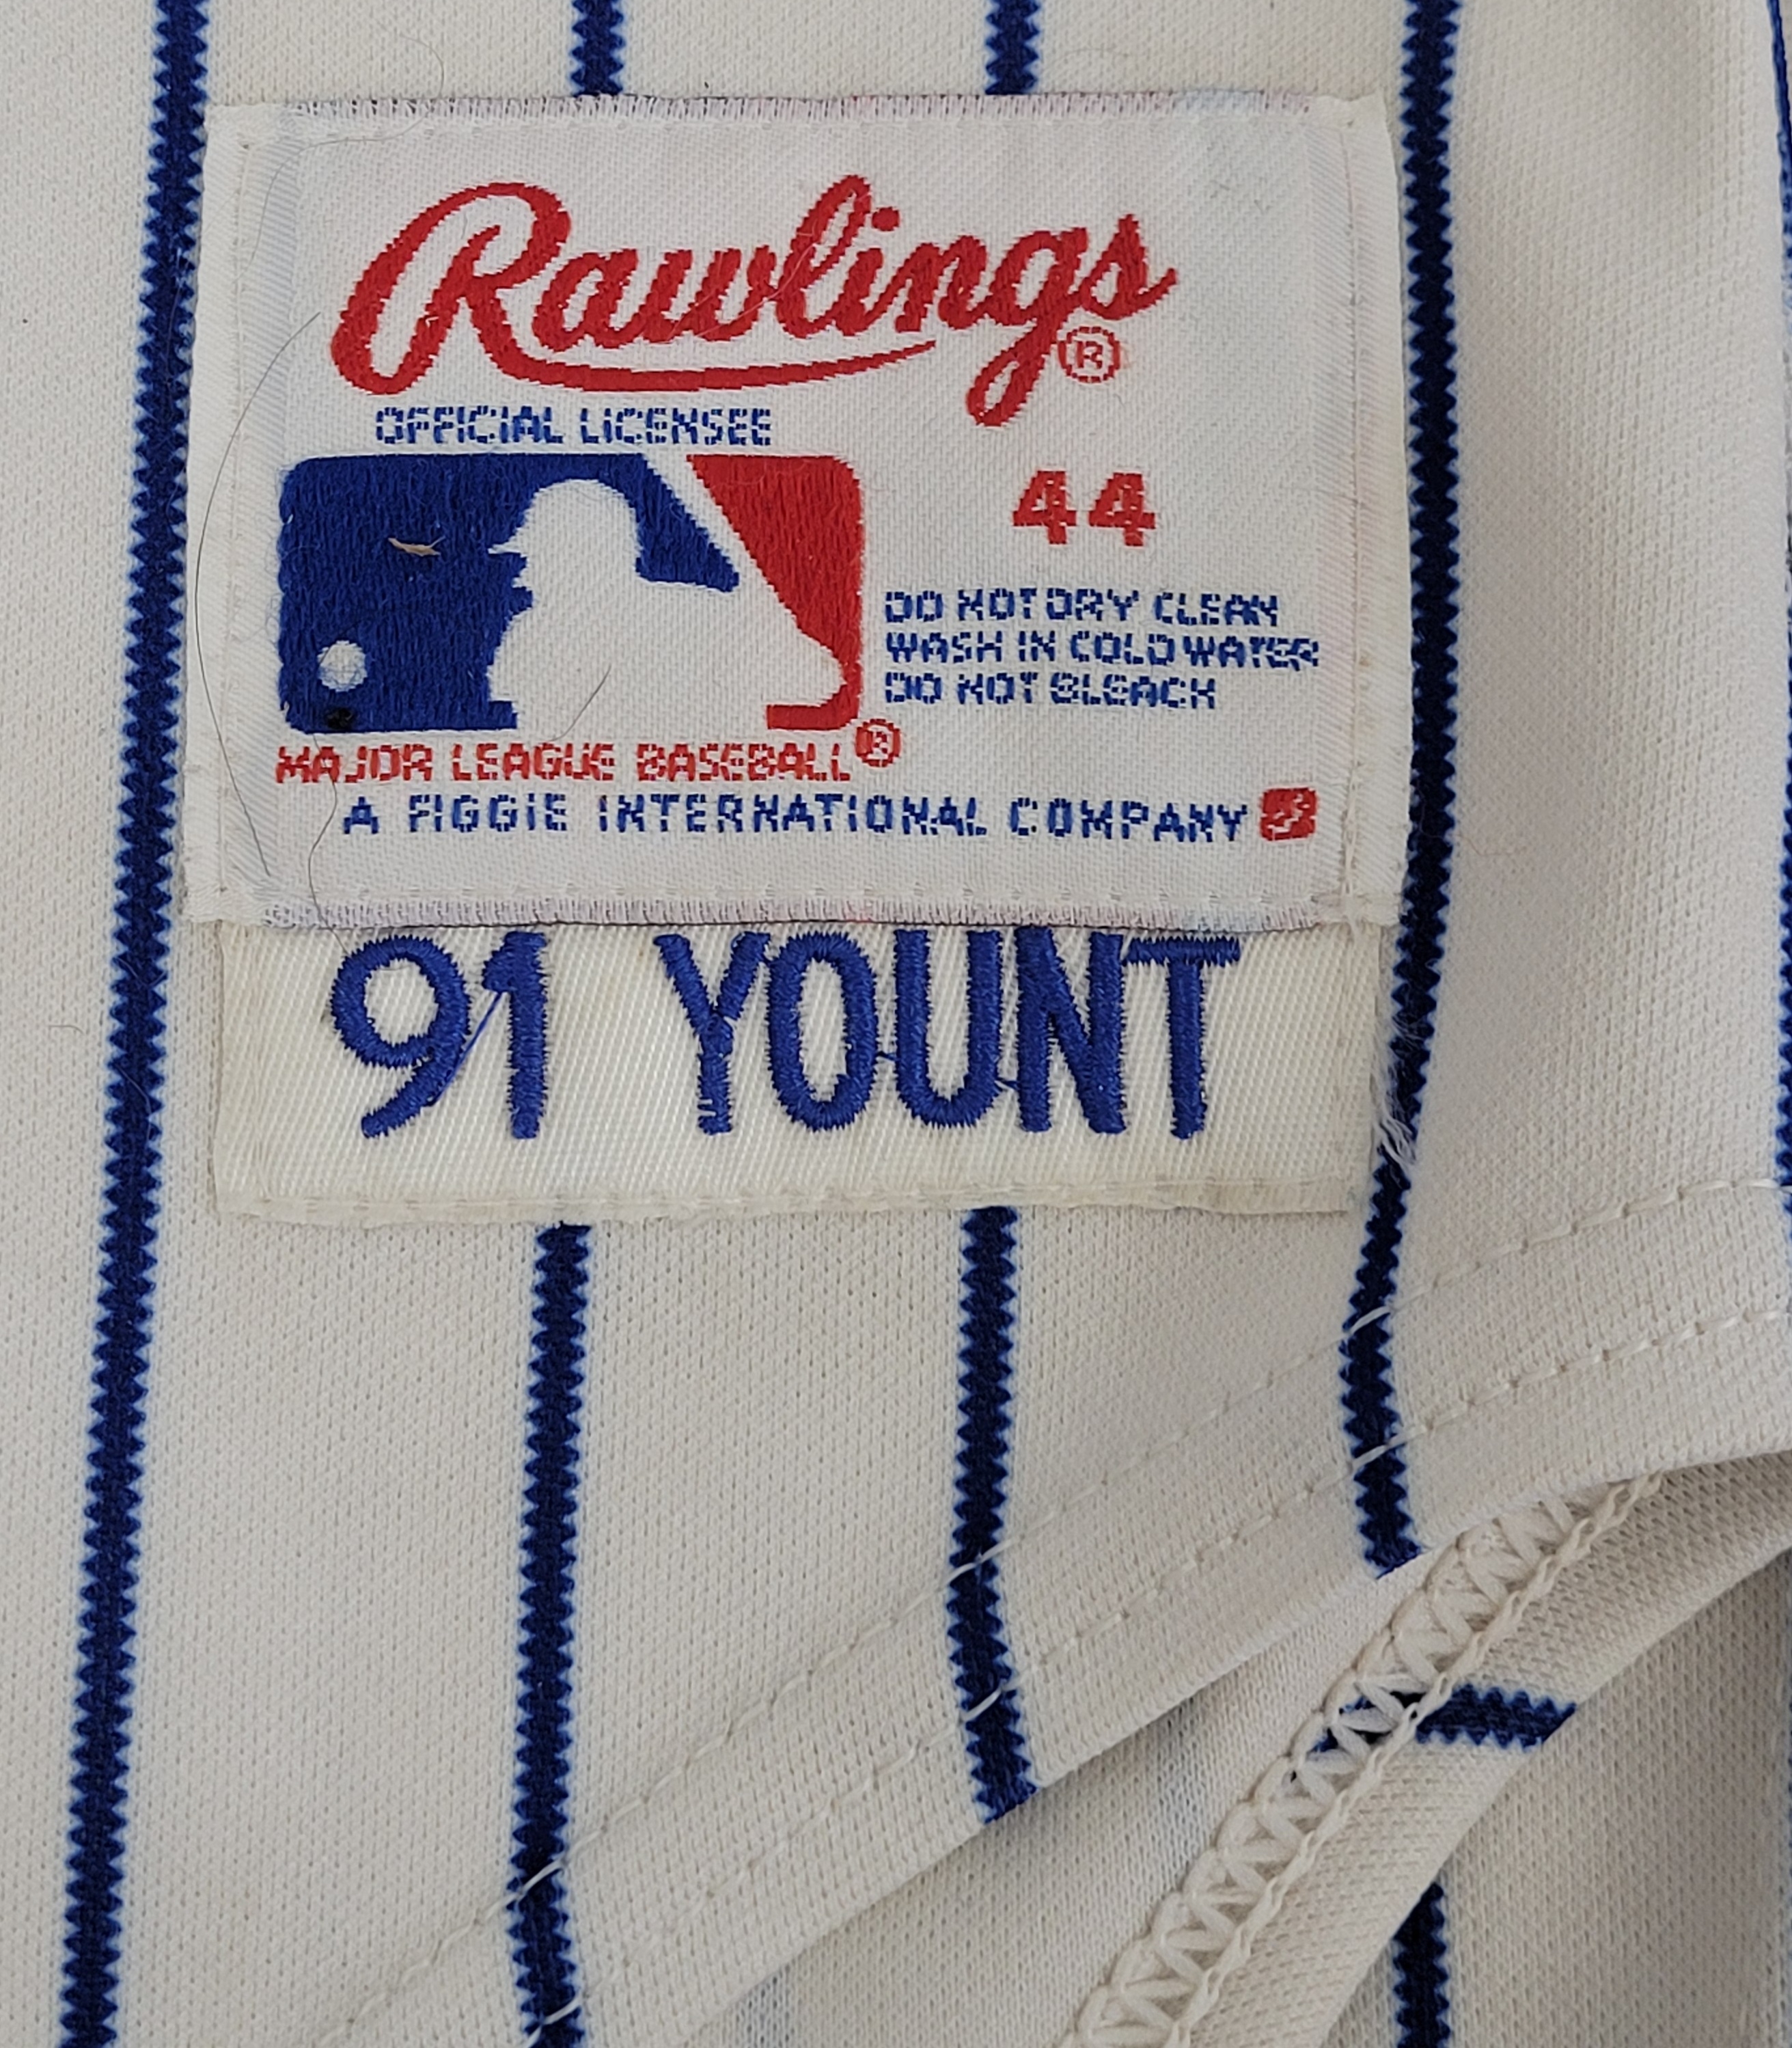 Rawlings®
OFFICIAL LICENSEE
44
DO NOT DRY CLEAN
WASH IN COLD WATER
DO NOT BLEACH
MAJOR LEAGUE BASEBALL®
A FIGGIE INTERNATIONAL COMPANY
91 YOUNT